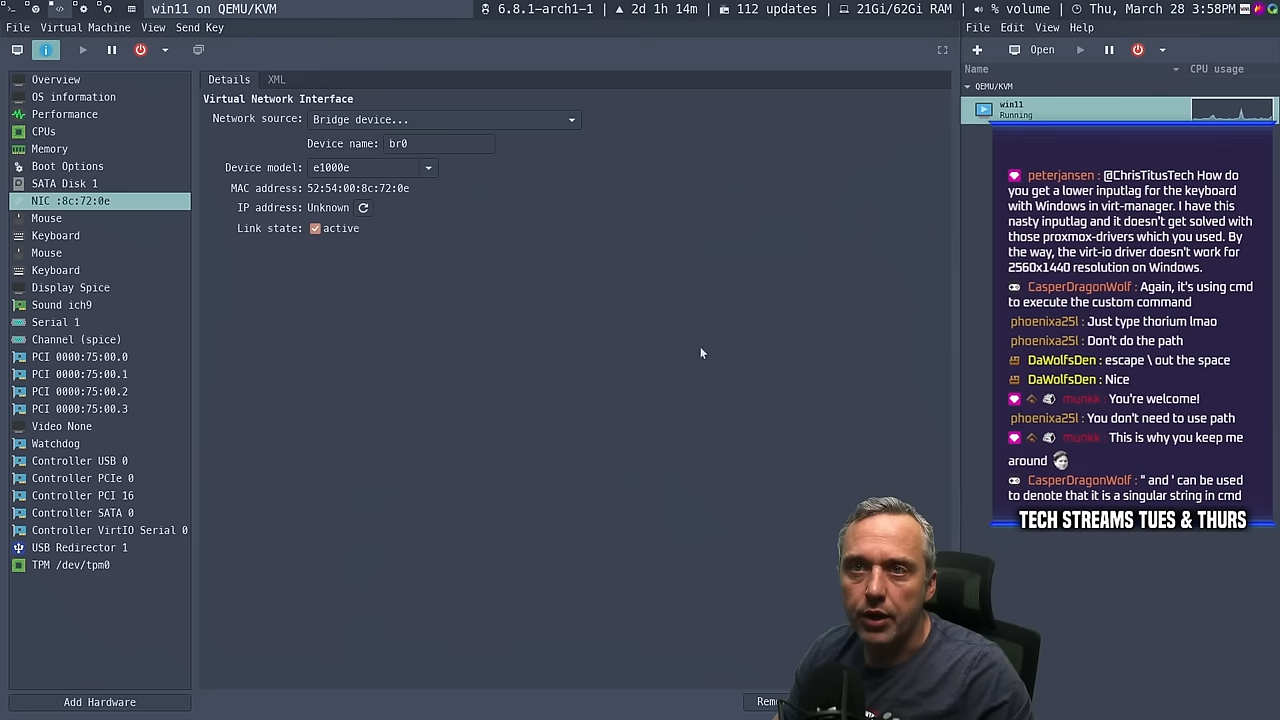 win11 on QEMU/KVM
6.8.1-arch1-1 | ▲ 2d 1h 14m | 112 updates | 21Gi/62Gi RAM | % volume | Thu, March 28 3:58PM
File Virtual Machine View Send Key
File Edit View Help
Open
Name CPU usage
QEMU/KVM
win11
Running
Overview
OS information
Performance
CPUs
Memory
Boot Options
SATA Disk 1
NIC :8c:72:0e
Mouse
Keyboard
Mouse
Keyboard
Display Spice
Sound ich9
Serial 1
Channel (spice)
PCI 0000:75:00.0
PCI 0000:75:00.1
PCI 0000:75:00.2
PCI 0000:75:00.3
Video None
Watchdog
Controller USB 0
Controller PCIe 0
Controller PCI 16
Controller SATA 0
Controller VirtIO Serial 0
USB Redirector 1
TPM /dev/tpm0
Add Hardware
Details XML
Virtual Network Interface
Network source: Bridge device...
Device name: br0
Device model: e1000e
MAC address: 52:54:00:8c:72:0e
IP address: Unknown
Link state: active
peterjansen : @ChrisTitusTech How do
you get a lower inputlag for the keyboard
with Windows in virt-manager. I have this
nasty inputlag and it doesn't get solved with
those proxmox-drivers which you used. By
the way, the virt-io driver doesn't work for
2560x1440 resolution on Windows.
CasperDragonWolf : Again, it's using cmd
to execute the custom command
phoenixa25l : Just type thorium lmao
phoenixa25l : Don't do the path
DaWolfsDen : escape \ out the space
DaWolfsDen : Nice
munkk : You're welcome!
phoenixa25l : You don't need to use path
munkk : This is why you keep me
around
CasperDragonWolf : " and ' can be used
to denote that it is a singular string in cmd
TECH STREAMS TUES & THURS